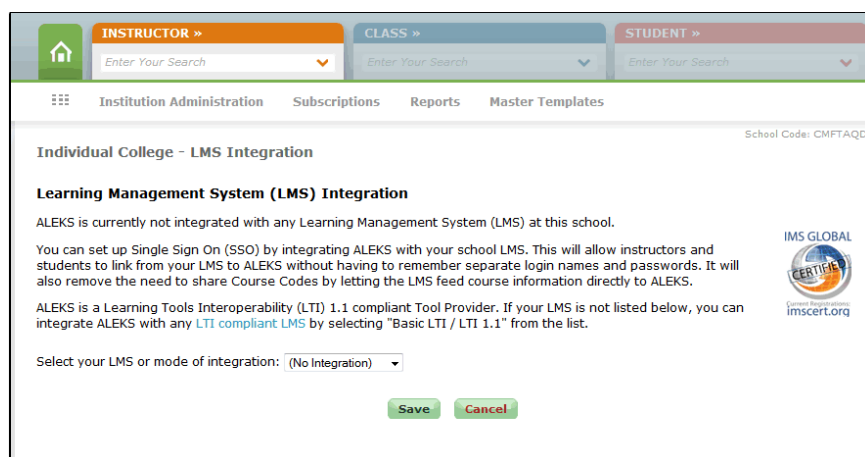 INSTRUCTOR »
CLASS »
STUDENT »
Enter Your Search
Enter Your Search
Enter Your Search
Institution Administration
Subscriptions
Reports
Master Templates
School Code: CMFTAQD
Individual College - LMS Integration
Learning Management System (LMS) Integration
ALEKS is currently not integrated with any Learning Management System (LMS) at this school.
You can set up Single Sign On (SSO) by integrating ALEKS with your school LMS. This will allow instructors and
students to link from your LMS to ALEKS without having to remember separate login names and passwords. It will
also remove the need to share Course Codes by letting the LMS feed course information directly to ALEKS.
ALEKS is a Learning Tools Interoperability (LTI) 1.1 compliant Tool Provider. If your LMS is not listed below, you can
integrate ALEKS with any LTI compliant LMS by selecting "Basic LTI / LTI 1.1" from the list.
IMS GLOBAL
CERTIFIED
Current Registrations:
imscert.org
Select your LMS or mode of integration: (No Integration)
Save
Cancel